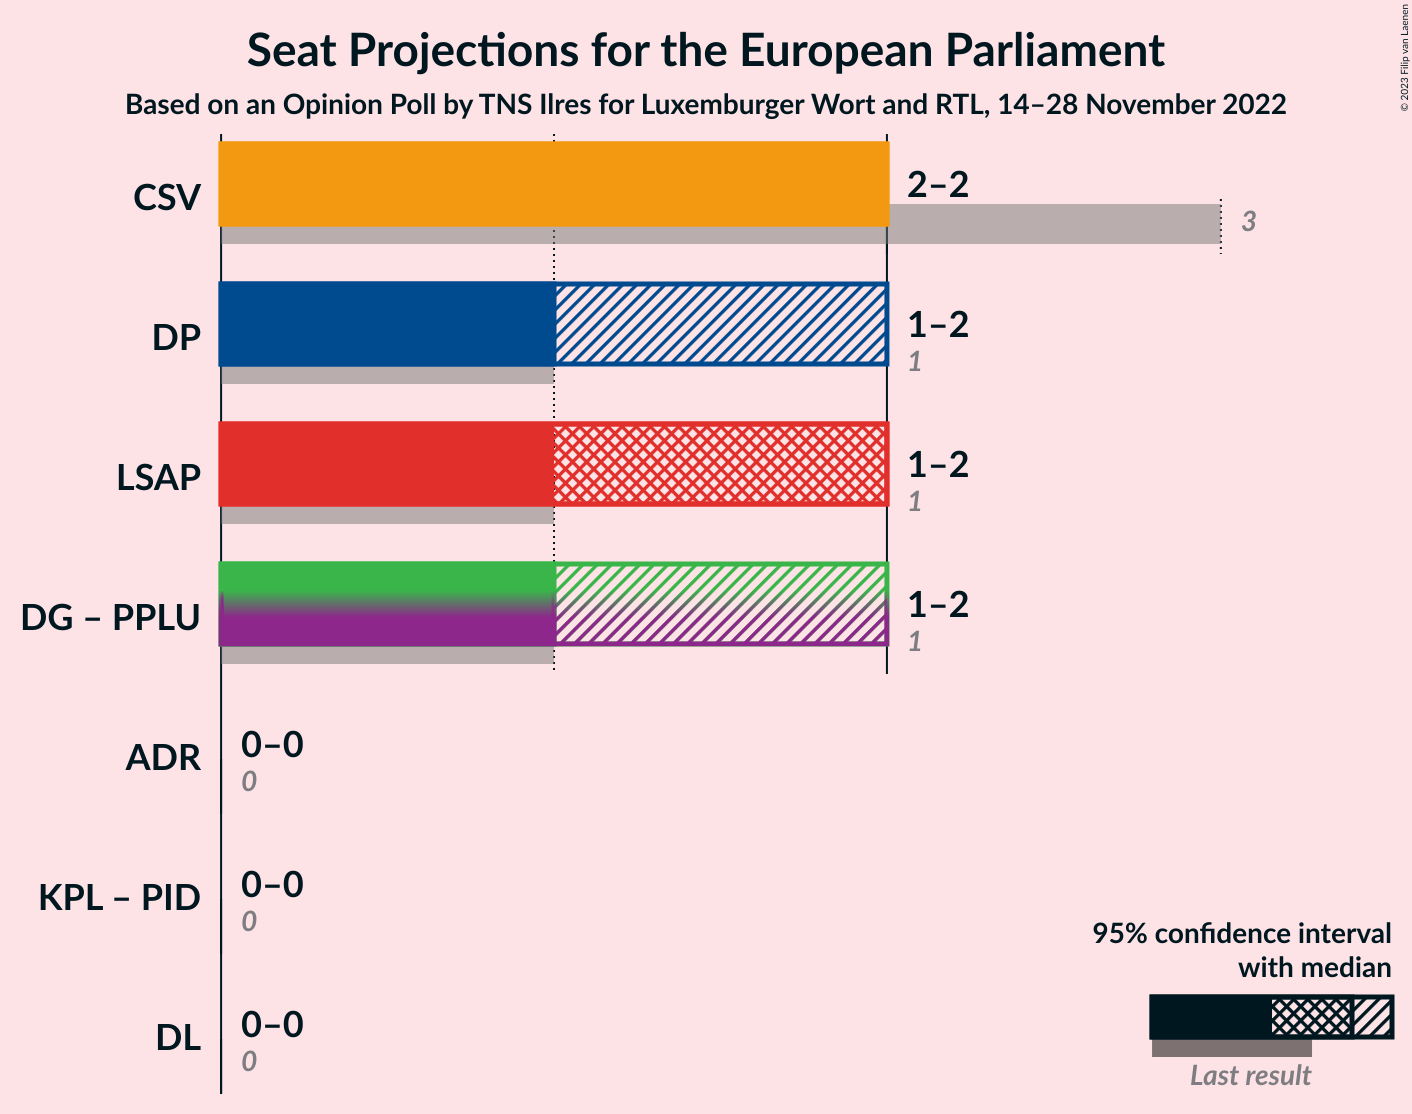 Seat Projections for the European Parliament
Based on an Opinion Poll by TNS Ilres for Luxemburger Wort and RTL, 14–28 November 2022
© 2023 Filip van Laenen
CSV
2–2
3
DP
1–2
1
LSAP
1–2
1
DG – PPLU
1–2
1
ADR
0–0
0
KPL – PID
0–0
0
DL
0–0
0
95% confidence interval
with median
Last result